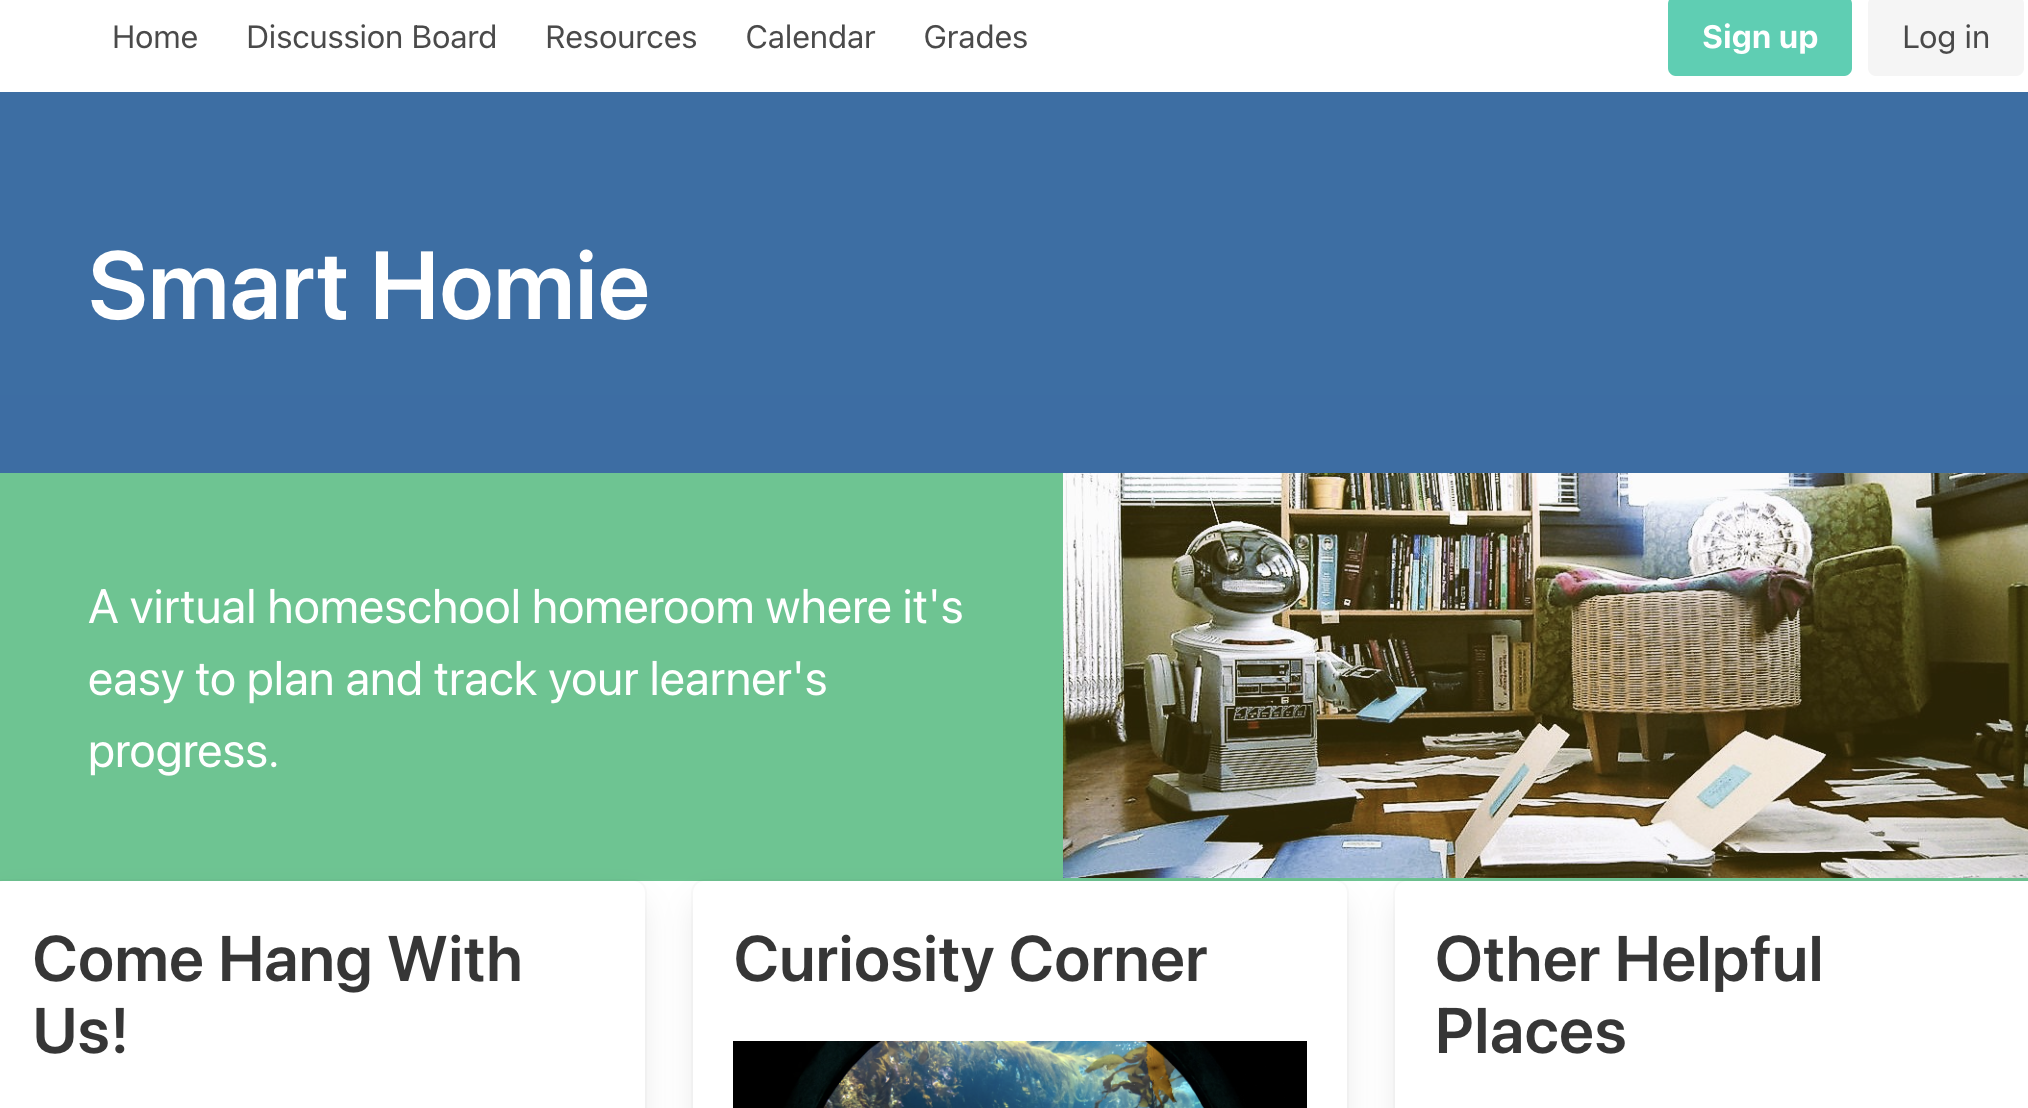 Home Discussion Board Resources Calendar Grades Sign up Log in
Smart Homie
A virtual homeschool homeroom where it's
easy to plan and track your learner's
progress.
Come Hang With
Us!
Curiosity Corner
Other Helpful
Places